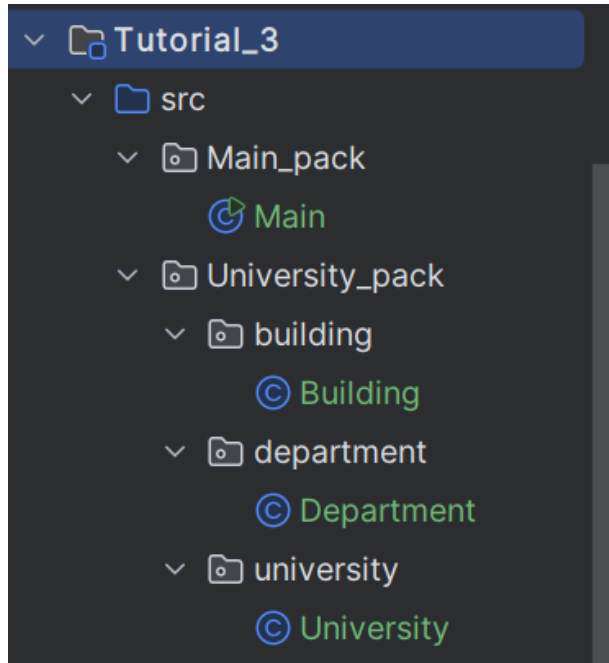 Tutorial_3
src
Main_pack
Main
University_pack
building
Building
department
Department
university
University